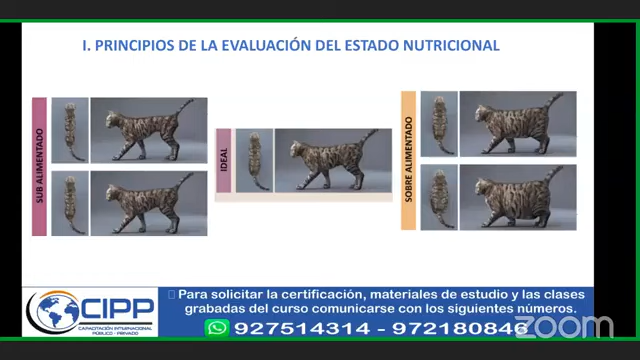 I. PRINCIPIOS DE LA EVALUACIÓN DEL ESTADO NUTRICIONAL
SUB ALIMENTADO
IDEAL
SOBRE ALIMENTADO
CIPP
CAPACITACIÓN INTERNACIONAL
PÚBLICO - PRIVADO
Para solicitar la certificación, materiales de estudio y las clases
grabadas del curso comunicarse con los siguientes números.
927514314 - 972180846
zoom